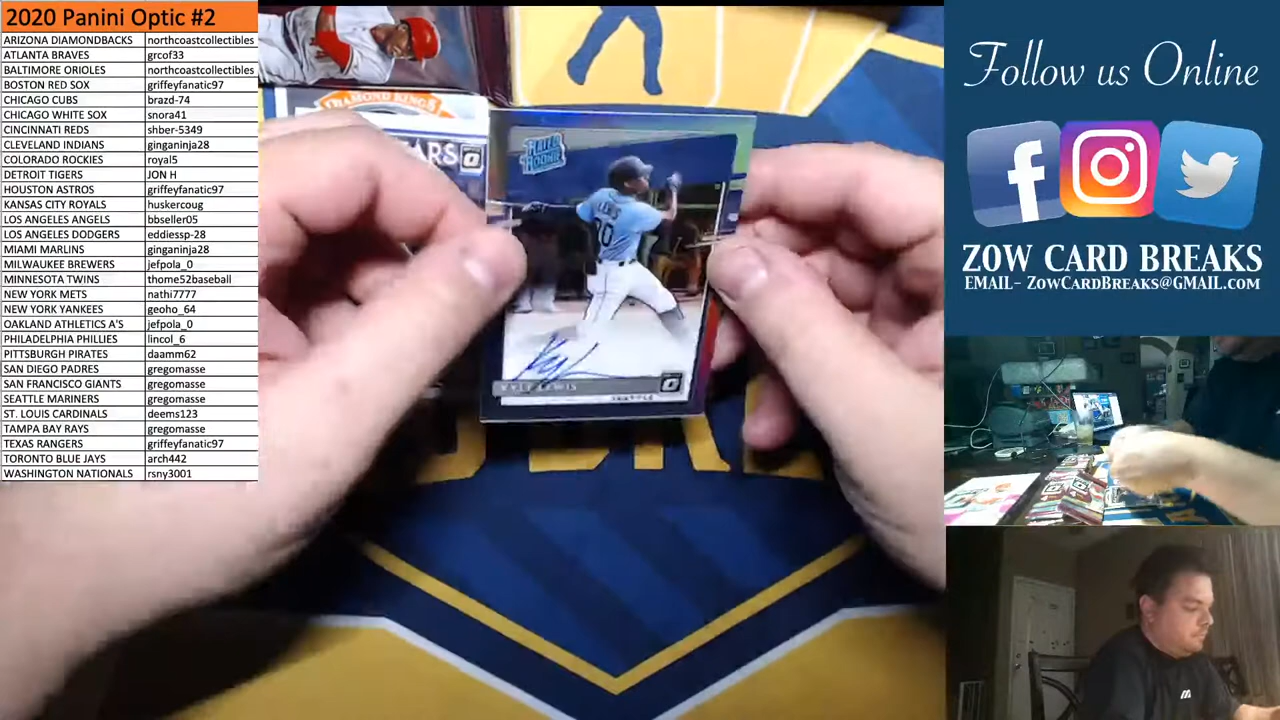 2020 Panini Optic #2
ARIZONA DIAMONDBACKS northcoastcollectibles
ATLANTA BRAVES grcof33
BALTIMORE ORIOLES northcoastcollectibles
BOSTON RED SOX griffeyfanatic97
CHICAGO CUBS brazd-74
CHICAGO WHITE SOX snora41
CINCINNATI REDS shber-5349
CLEVELAND INDIANS ginganinja28
COLORADO ROCKIES royal5
DETROIT TIGERS JON H
HOUSTON ASTROS griffeyfanatic97
KANSAS CITY ROYALS huskercoug
LOS ANGELES ANGELS bbseller05
LOS ANGELES DODGERS eddiessp-28
MIAMI MARLINS ginganinja28
MILWAUKEE BREWERS jefpola_0
MINNESOTA TWINS thome52baseball
NEW YORK METS nathi7777
NEW YORK YANKEES geoho_64
OAKLAND ATHLETICS A'S jefpola_0
PHILADELPHIA PHILLIES lincol_6
PITTSBURGH PIRATES daamm62
SAN DIEGO PADRES gregomasse
SAN FRANCISCO GIANTS gregomasse
SEATTLE MARINERS gregomasse
ST. LOUIS CARDINALS deems123
TAMPA BAY RAYS gregomasse
TEXAS RANGERS griffeyfanatic97
TORONTO BLUE JAYS arch442
WASHINGTON NATIONALS rsny3001
DIAMOND KINGS
ARS
RATED ROOKIE
LEWIS
KYLE LEWIS
Follow us Online
f
ZOW CARD BREAKS
EMAIL- ZOWCARDBREAKS@GMAIL.COM